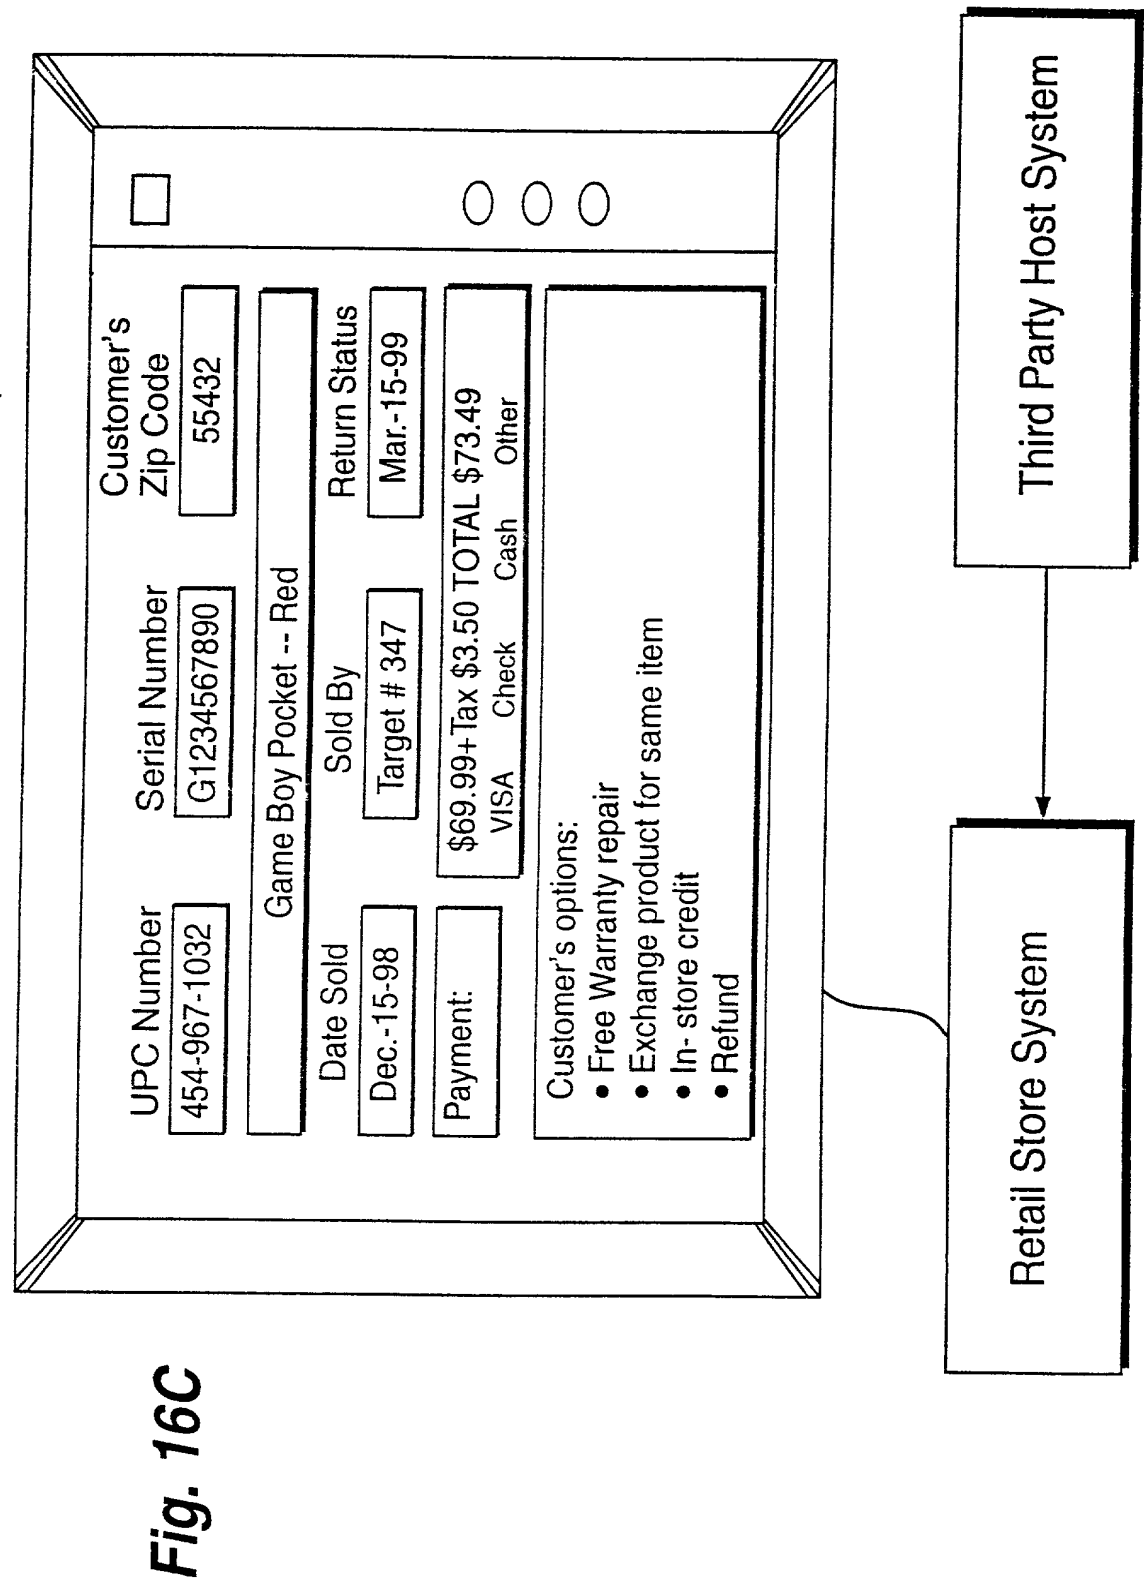 Fig. 16C
UPC Number
Serial Number
Customer's
Zip Code
454-967-1032
G1234567890
55432
Game Boy Pocket -- Red
Date Sold
Sold By
Return Status
Dec.-15-98
Target # 347
Mar.-15-99
Payment:
$69.99+Tax $3.50 TOTAL $73.49
VISA Check Cash Other
Customer's options:
• Free Warranty repair
• Exchange product for same item
• In- store credit
• Refund
Retail Store System
Third Party Host System